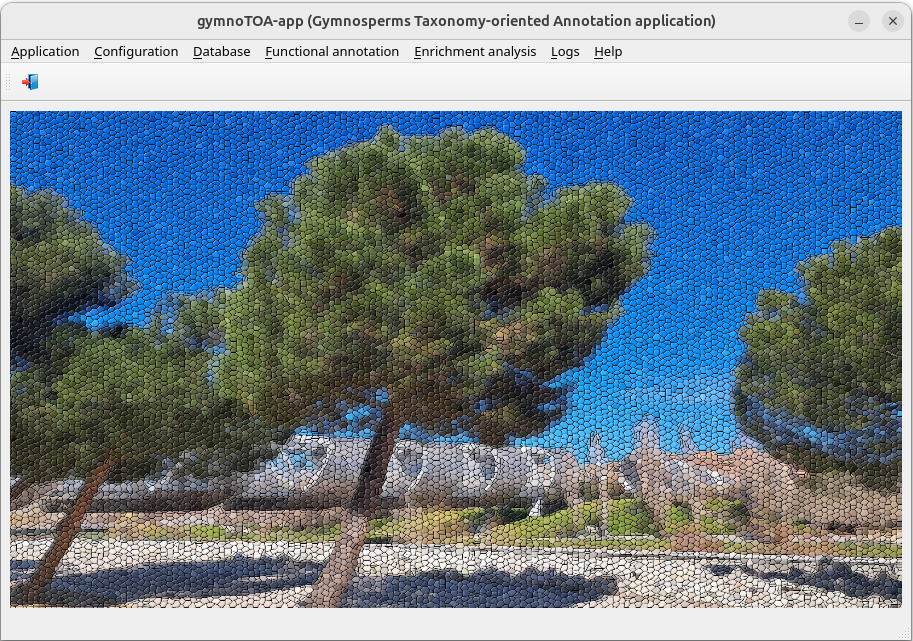 gymnoTOA-app (Gymnosperms Taxonomy-oriented Annotation application)
Application Configuration Database Functional annotation Enrichment analysis Logs Help